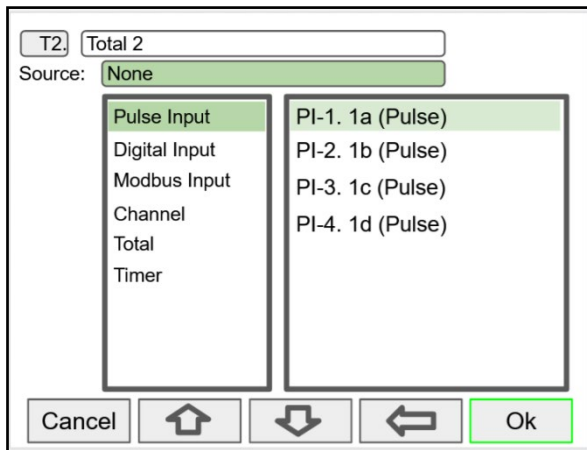 T2. Total 2
Source: None
Pulse Input
Digital Input
Modbus Input
Channel
Total
Timer
PI-1. 1a (Pulse)
PI-2. 1b (Pulse)
PI-3. 1c (Pulse)
PI-4. 1d (Pulse)
Cancel Ok